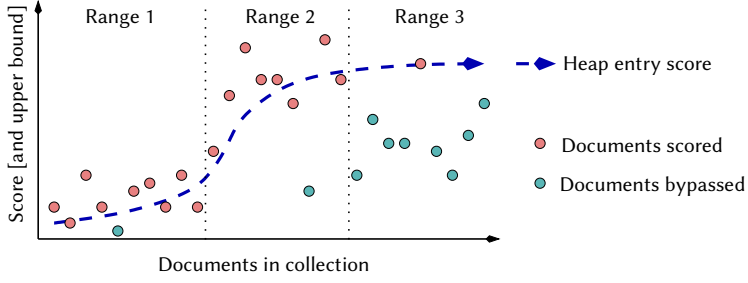 Range 1
Range 2
Range 3
Score [and upper bound]
Heap entry score
Documents scored
Documents bypassed
Documents in collection